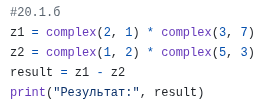 #20.1.б
z1 = complex(2, 1) * complex(3, 7)
z2 = complex(1, 2) * complex(5, 3)
result = z1 - z2
print("Результат:", result)